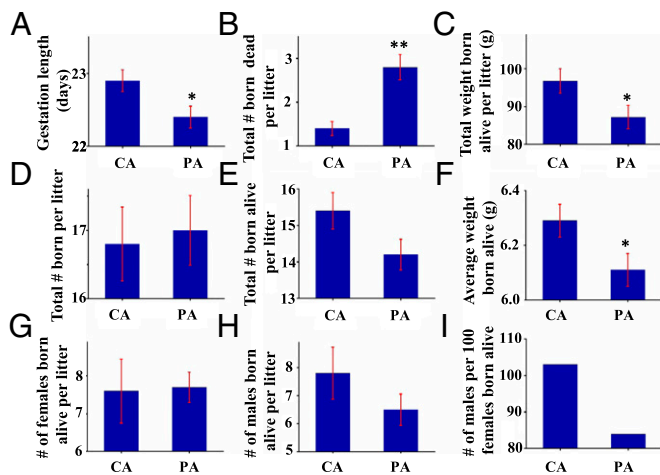 A
Gestation length
(days)
23
22
*
CA PA
B
Total # born dead
per litter
3
2
1
**
CA PA
C
Total weight born
alive per litter (g)
100
90
80
*
CA PA
D
Total # born per litter
17
16
CA PA
E
Total # born alive
per litter
16
15
14
13
CA PA
F
Average weight
born alive (g)
6.4
6.2
6.0
*
CA PA
G
# of females born
alive per litter
8
7
6
CA PA
H
# of males born
alive per litter
8
7
6
5
CA PA
I
# of males per 100
females born alive
110
100
90
80
CA PA